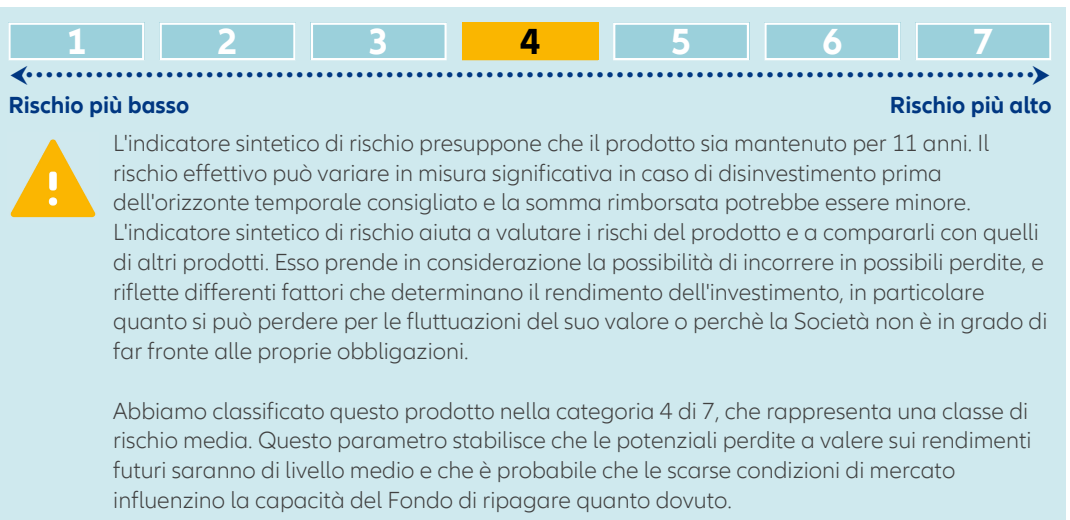 1 2 3 4 5 6 7
Rischio più basso Rischio più alto
L'indicatore sintetico di rischio presuppone che il prodotto sia mantenuto per 11 anni. Il
rischio effettivo può variare in misura significativa in caso di disinvestimento prima
dell'orizzonte temporale consigliato e la somma rimborsata potrebbe essere minore.
L'indicatore sintetico di rischio aiuta a valutare i rischi del prodotto e a compararli con quelli
di altri prodotti. Esso prende in considerazione la possibilità di incorrere in possibili perdite, e
riflette differenti fattori che determinano il rendimento dell'investimento, in particolare
quanto si può perdere per le fluttuazioni del suo valore o perchè la Società non è in grado di
far fronte alle proprie obbligazioni.
Abbiamo classificato questo prodotto nella categoria 4 di 7, che rappresenta una classe di
rischio media. Questo parametro stabilisce che le potenziali perdite a valere sui rendimenti
futuri saranno di livello medio e che è probabile che le scarse condizioni di mercato
influenzino la capacità del Fondo di ripagare quanto dovuto.